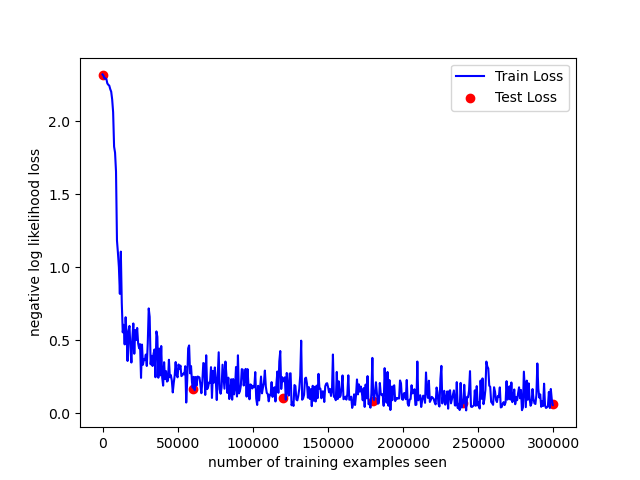 Train Loss
Test Loss
2.0
1.5
1.0
0.5
0.0
negative log likelihood loss
0 50000 100000 150000 200000 250000 300000
number of training examples seen